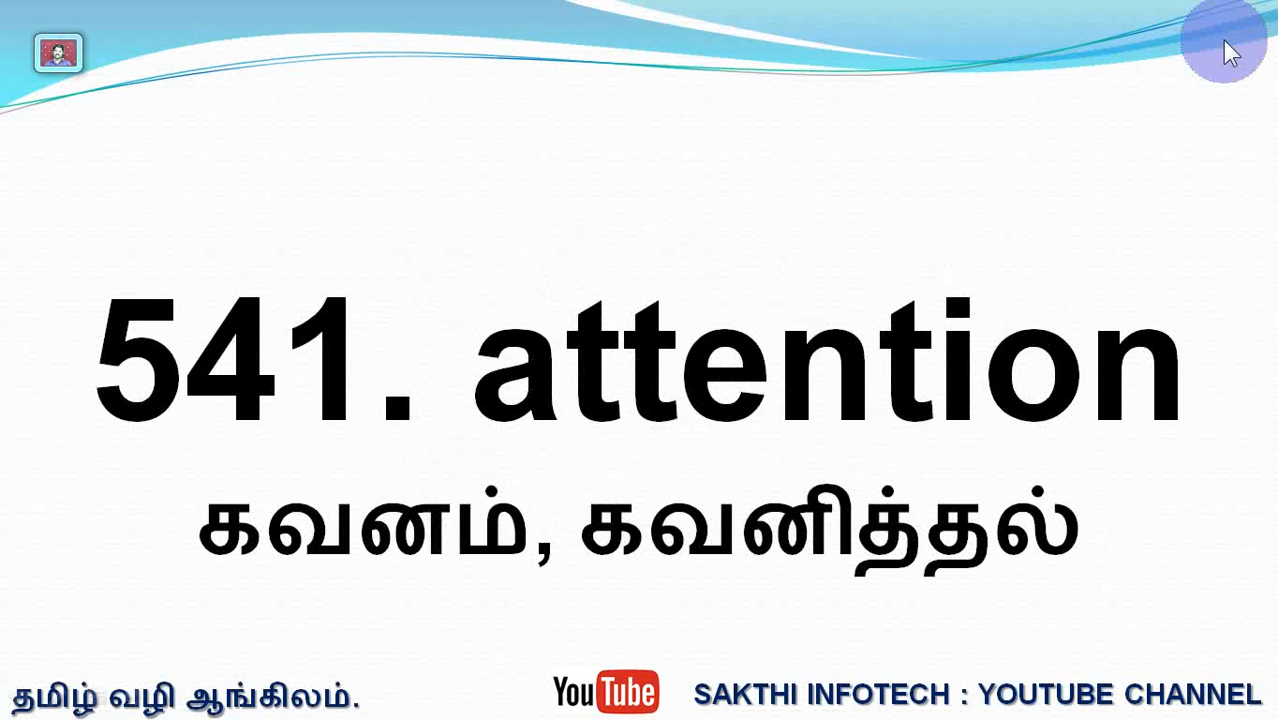 541. attention
கவனம், கவனித்தல்
தமிழ் வழி ஆங்கிலம். YouTube SAKTHI INFOTECH : YOUTUBE CHANNEL